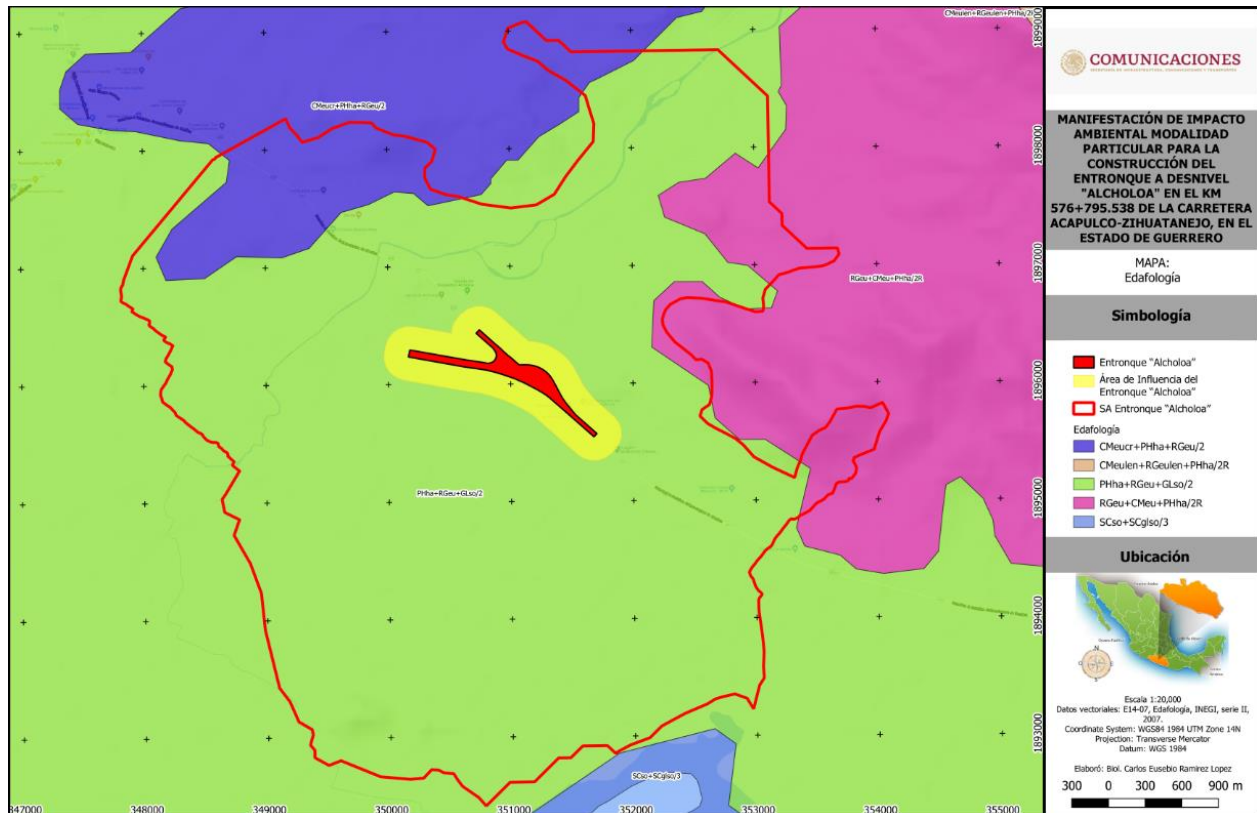 CMeulen+RGeulen+PHha/2R
CMeucr+PHha+RGeu/2
RGeu+CMeu+PHha/2R
PHha+RGeu+GLso/2
SCso+SCglso/3
1899000
1898000
1897000
1896000
1895000
1894000
1893000
347000 348000 349000 350000 351000 352000 353000 354000 355000
COMUNICACIONES
SECRETARÍA DE INFRAESTRUCTURA, COMUNICACIONES Y TRANSPORTES
MANIFESTACIÓN DE IMPACTO
AMBIENTAL MODALIDAD
PARTICULAR PARA LA
CONSTRUCCIÓN DEL
ENTRONQUE A DESNIVEL
"ALCHOLOA" EN EL KM
576+795.538 DE LA CARRETERA
ACAPULCO-ZIHUATANEJO, EN EL
ESTADO DE GUERRERO
MAPA:
Edafología
Simbología
Entronque "Alcholoa"
Área de Influencia del
Entronque "Alcholoa"
SA Entronque "Alcholoa"
Edafología
CMeucr+PHha+RGeu/2
CMeulen+RGeulen+PHha/2R
PHha+RGeu+GLso/2
RGeu+CMeu+PHha/2R
SCso+SCglso/3
Ubicación
N
S
Escala 1:20,000
Datos vectoriales: E14-07, Edafología, INEGI, serie II,
2007.
Coordinate System: WGS84 1984 UTM Zone 14N
Projection: Transverse Mercator
Datum: WGS 1984
Elaboró: Biol. Carlos Eusebio Ramirez Lopez
300 0 300 600 900 m